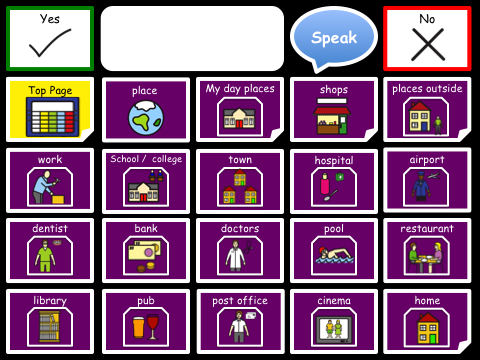 Yes
Speak
No
Top Page
place
My day places
shops
places outside
work
School / college
town
hospital
airport
dentist
bank
doctors
pool
restaurant
library
pub
post office
cinema
home